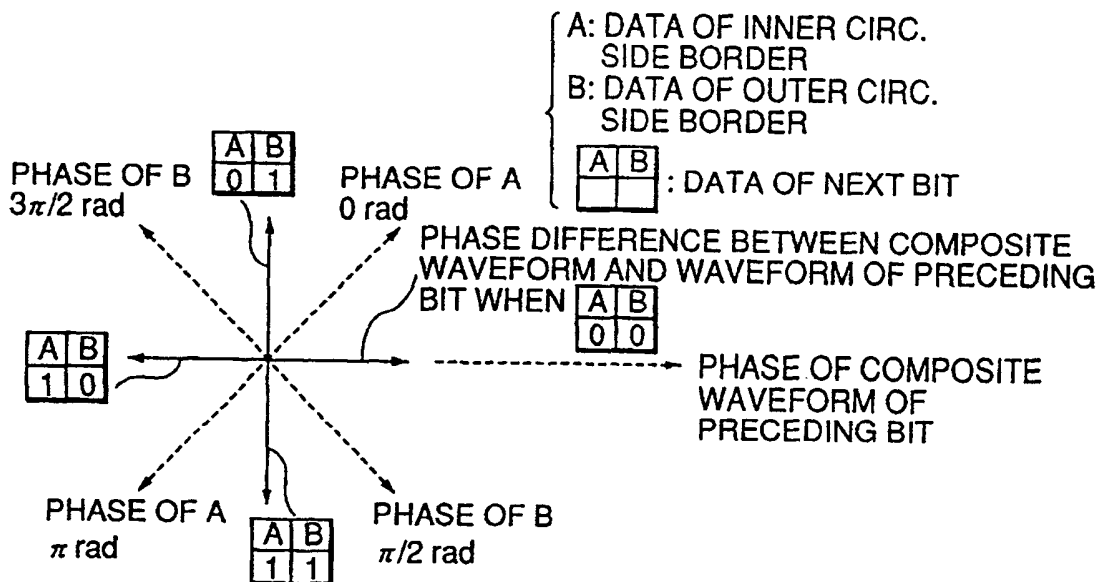 A: DATA OF INNER CIRC.
SIDE BORDER
B: DATA OF OUTER CIRC.
SIDE BORDER
A B
: DATA OF NEXT BIT
A B
0 1
PHASE OF B
3π/2 rad
PHASE OF A
0 rad
PHASE DIFFERENCE BETWEEN COMPOSITE
WAVEFORM AND WAVEFORM OF PRECEDING
BIT WHEN
A B
0 0
A B
1 0
PHASE OF COMPOSITE
WAVEFORM OF
PRECEDING BIT
PHASE OF A
π rad
A B
1 1
PHASE OF B
π/2 rad